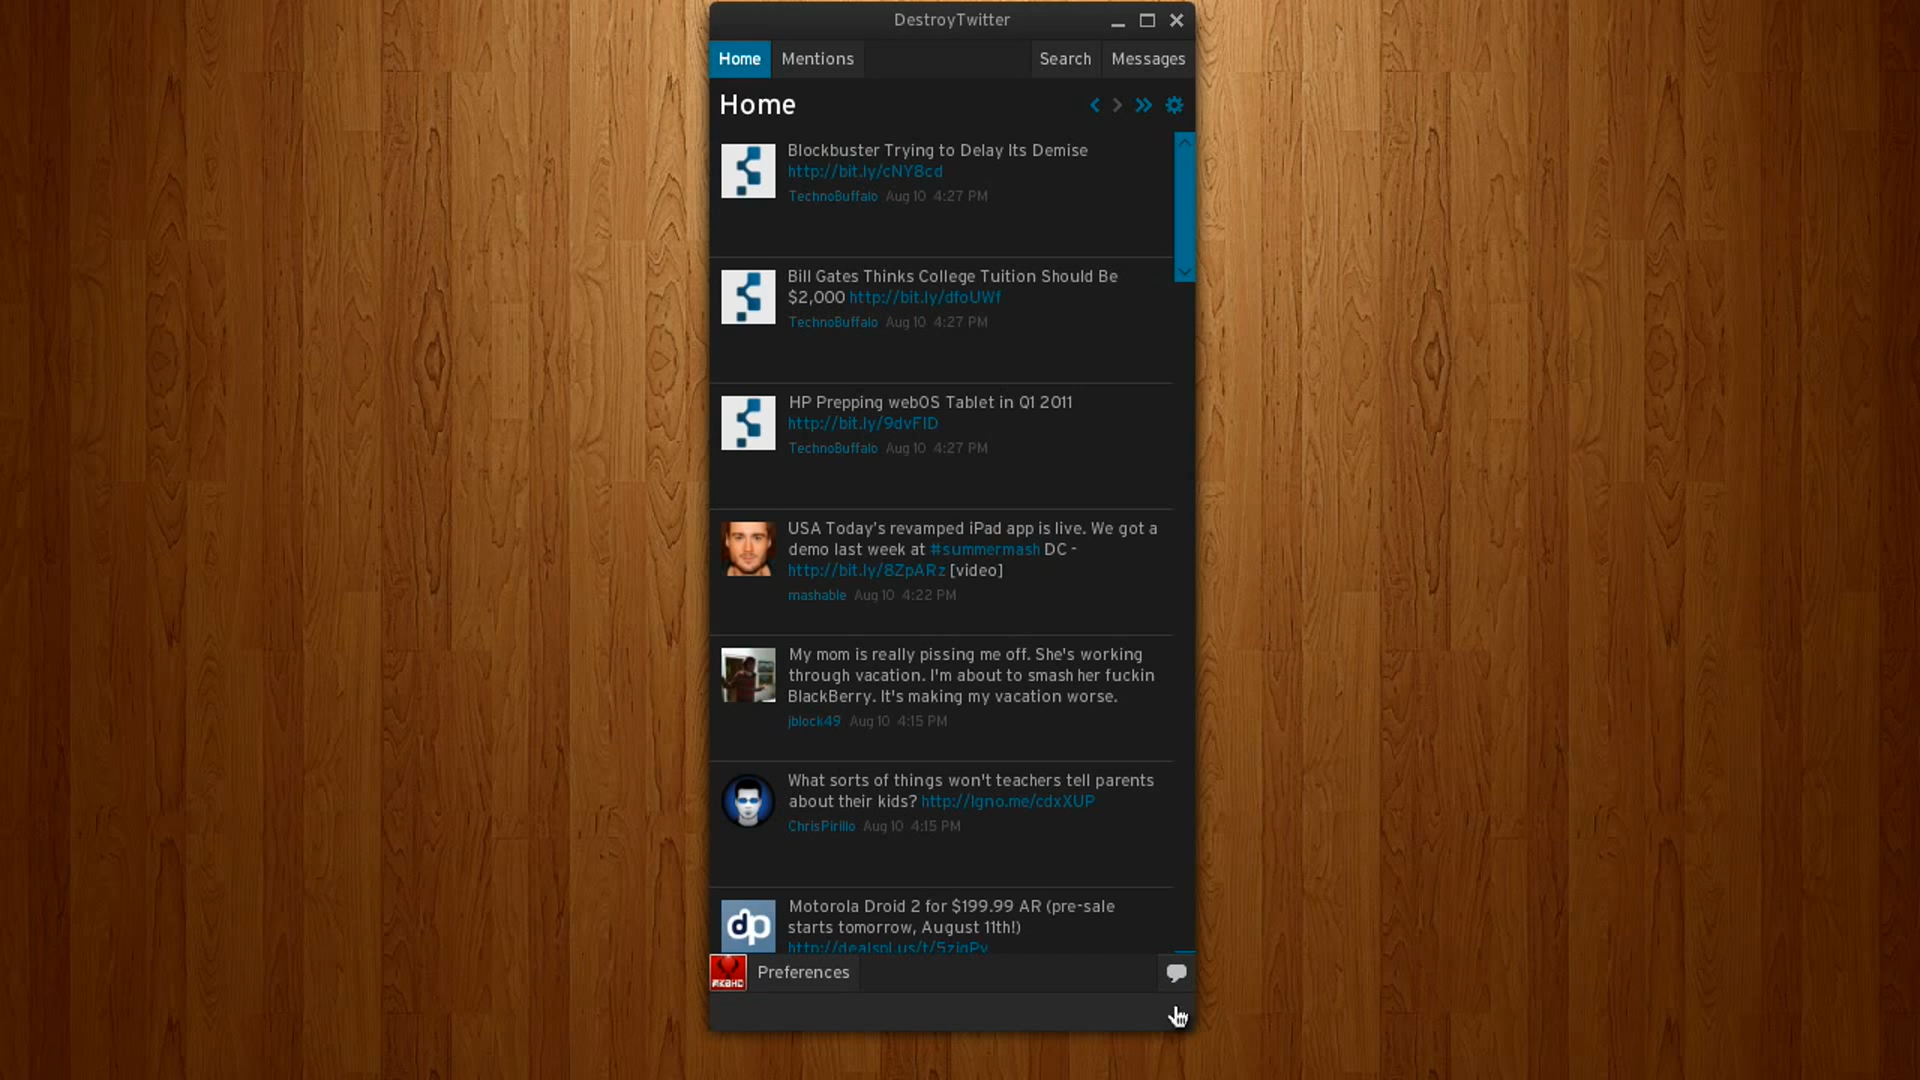 DestroyTwitter
Home Mentions Search Messages
Home
Blockbuster Trying to Delay Its Demise
http://bit.ly/cNY8cd
TechnoBuffalo Aug 10 4:27 PM
Bill Gates Thinks College Tuition Should Be
$2,000 http://bit.ly/dfoUWf
TechnoBuffalo Aug 10 4:27 PM
HP Prepping webOS Tablet in Q1 2011
http://bit.ly/9dvFID
TechnoBuffalo Aug 10 4:27 PM
USA Today's revamped iPad app is live. We got a
demo last week at #summermash DC -
http://bit.ly/8ZpARz [video]
mashable Aug 10 4:22 PM
My mom is really pissing me off. She's working
through vacation. I'm about to smash her fuckin
BlackBerry. It's making my vacation worse.
jblock49 Aug 10 4:15 PM
What sorts of things won't teachers tell parents
about their kids? http://lgno.me/cdxXUP
ChrisPirillo Aug 10 4:15 PM
dp
Motorola Droid 2 for $199.99 AR (pre-sale
starts tomorrow, August 11th!)
Preferences